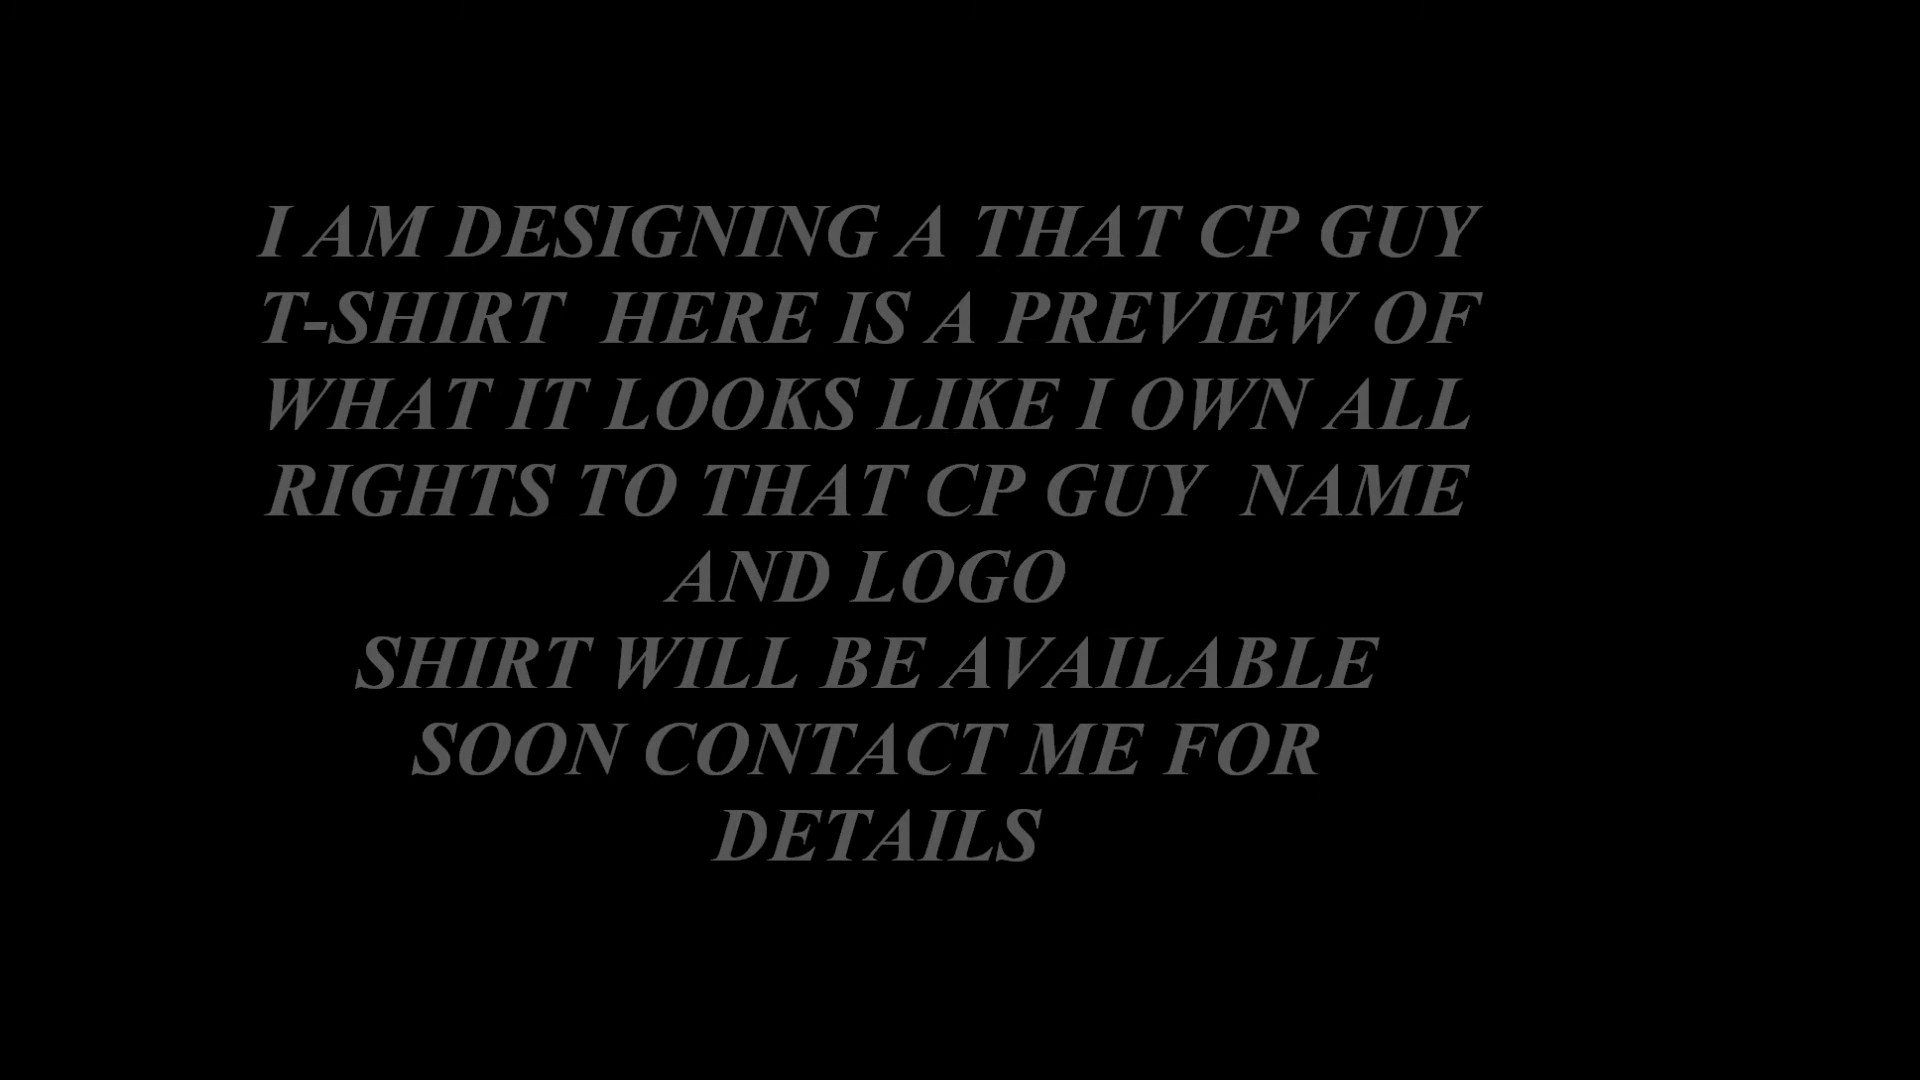 I AM DESIGNING A THAT CP GUY
T-SHIRT  HERE IS A PREVIEW OF
WHAT IT LOOKS LIKE I OWN ALL
RIGHTS TO THAT CP GUY  NAME
AND LOGO
SHIRT WILL BE AVAILABLE
SOON CONTACT ME FOR
DETAILS